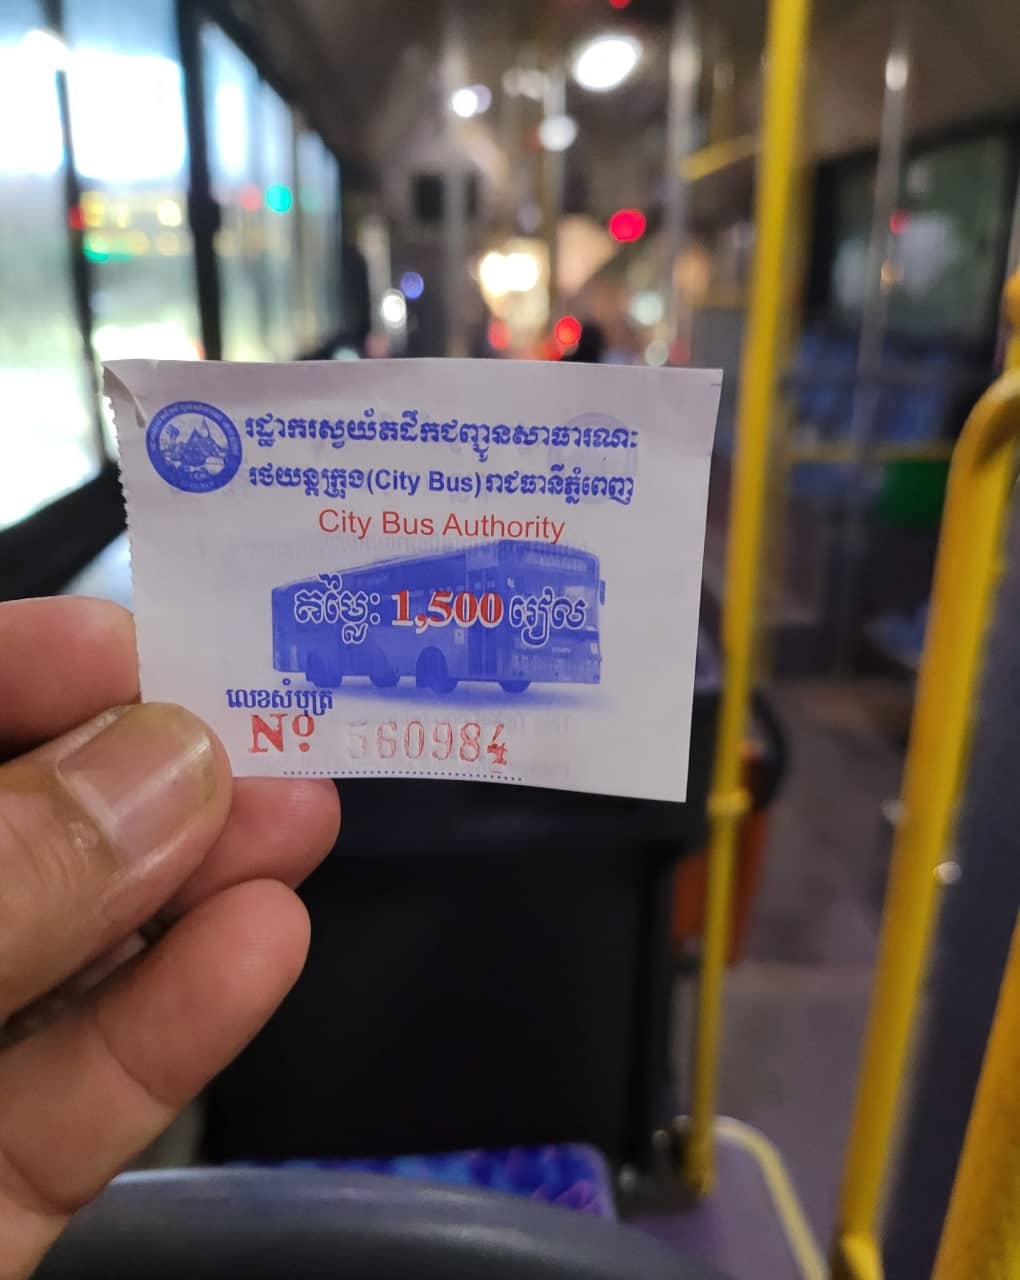 រដ្ឋាករស្វយ័តដឹកជញ្ជូនសាធារណៈ
រថយន្តក្រុង(City Bus)រាជធានីភ្នំពេញ
City Bus Authority
តម្លៃៈ 1,500 រៀល
លេខសំបុត្រ
Nº 560984